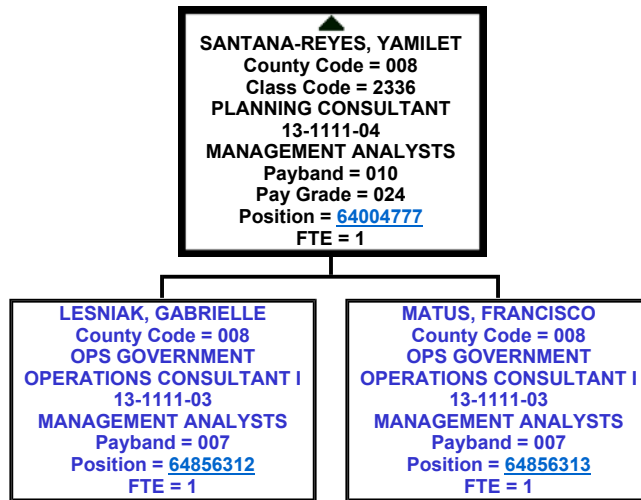 SANTANA-REYES, YAMILET
County Code = 008
Class Code = 2336
PLANNING CONSULTANT
13-1111-04
MANAGEMENT ANALYSTS
Payband = 010
Pay Grade = 024
Position = 64004777
FTE = 1
LESNIAK, GABRIELLE
County Code = 008
OPS GOVERNMENT
OPERATIONS CONSULTANT I
13-1111-03
MANAGEMENT ANALYSTS
Payband = 007
Position = 64856312
FTE = 1
MATUS, FRANCISCO
County Code = 008
OPS GOVERNMENT
OPERATIONS CONSULTANT I
13-1111-03
MANAGEMENT ANALYSTS
Payband = 007
Position = 64856313
FTE = 1